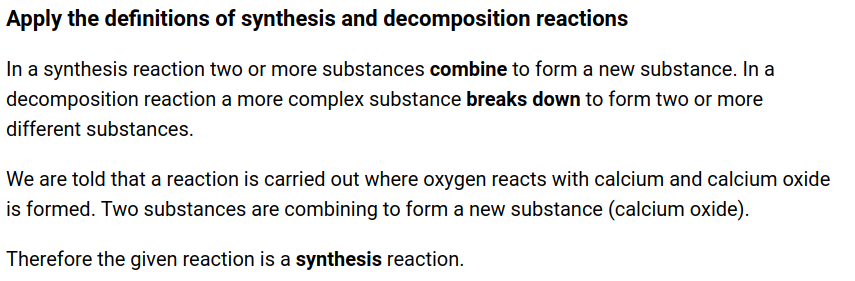 Apply the definitions of synthesis and decomposition reactions
In a synthesis reaction two or more substances combine to form a new substance. In a
decomposition reaction a more complex substance breaks down to form two or more
different substances.
We are told that a reaction is carried out where oxygen reacts with calcium and calcium oxide
is formed. Two substances are combining to form a new substance (calcium oxide).
Therefore the given reaction is a synthesis reaction.